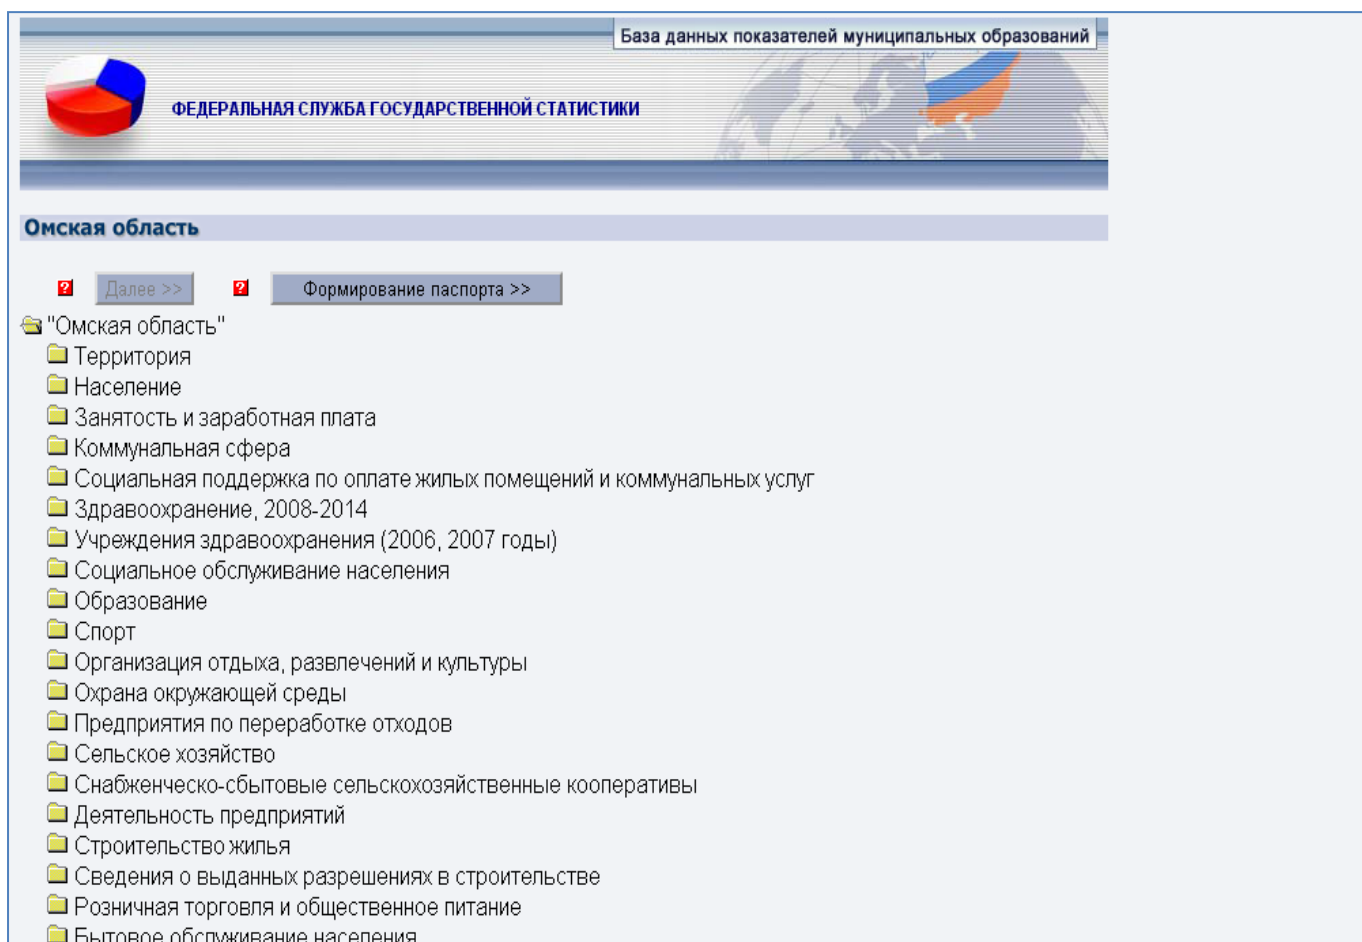 База данных показателей муниципальных образований
ФЕДЕРАЛЬНАЯ СЛУЖБА ГОСУДАРСТВЕННОЙ СТАТИСТИКИ
Омская область
? Далее >> ? Формирование паспорта >>
"Омская область"
Территория
Население
Занятость и заработная плата
Коммунальная сфера
Социальная поддержка по оплате жилых помещений и коммунальных услуг
Здравоохранение, 2008-2014
Учреждения здравоохранения (2006, 2007 годы)
Социальное обслуживание населения
Образование
Спорт
Организация отдыха, развлечений и культуры
Охрана окружающей среды
Предприятия по переработке отходов
Сельское хозяйство
Снабженческо-сбытовые сельскохозяйственные кооперативы
Деятельность предприятий
Строительство жилья
Сведения о выданных разрешениях в строительстве
Розничная торговля и общественное питание
Бытовое обслуживание населения